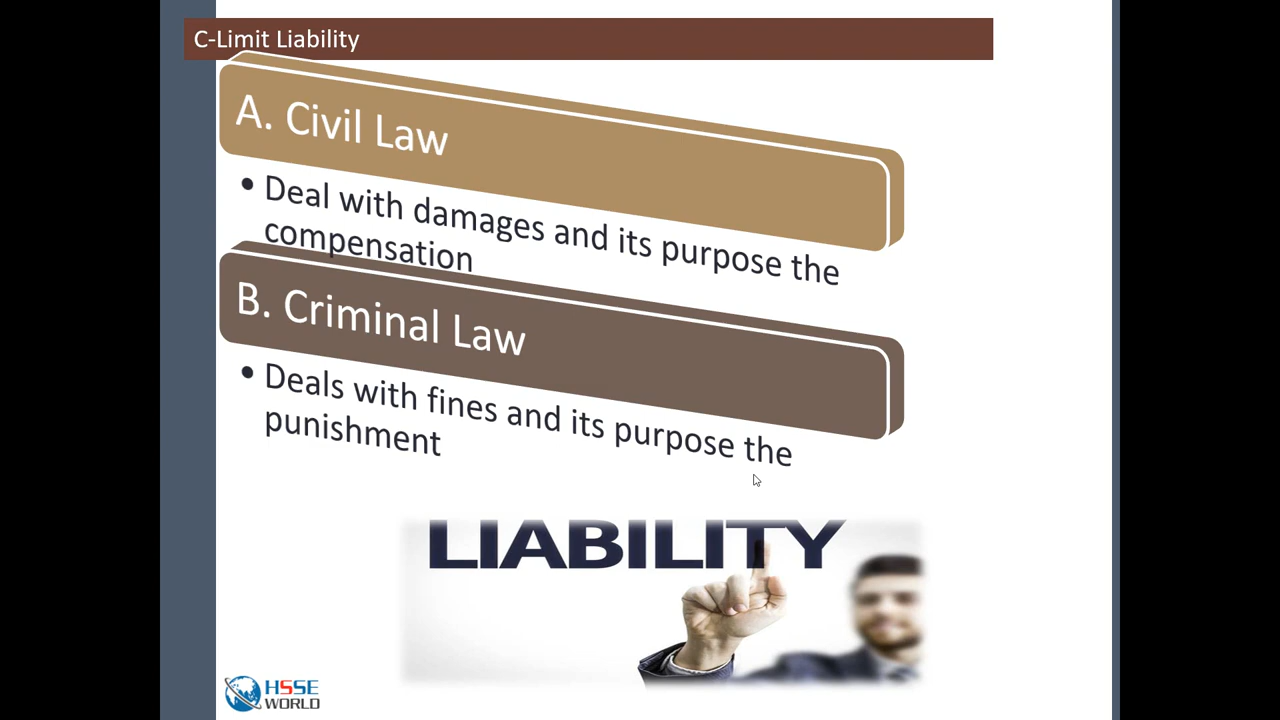 C-Limit Liability
A. Civil Law
• Deal with damages and its purpose the
compensation
B. Criminal Law
• Deals with fines and its purpose the
punishment
LIABILITY
HSSE
WORLD